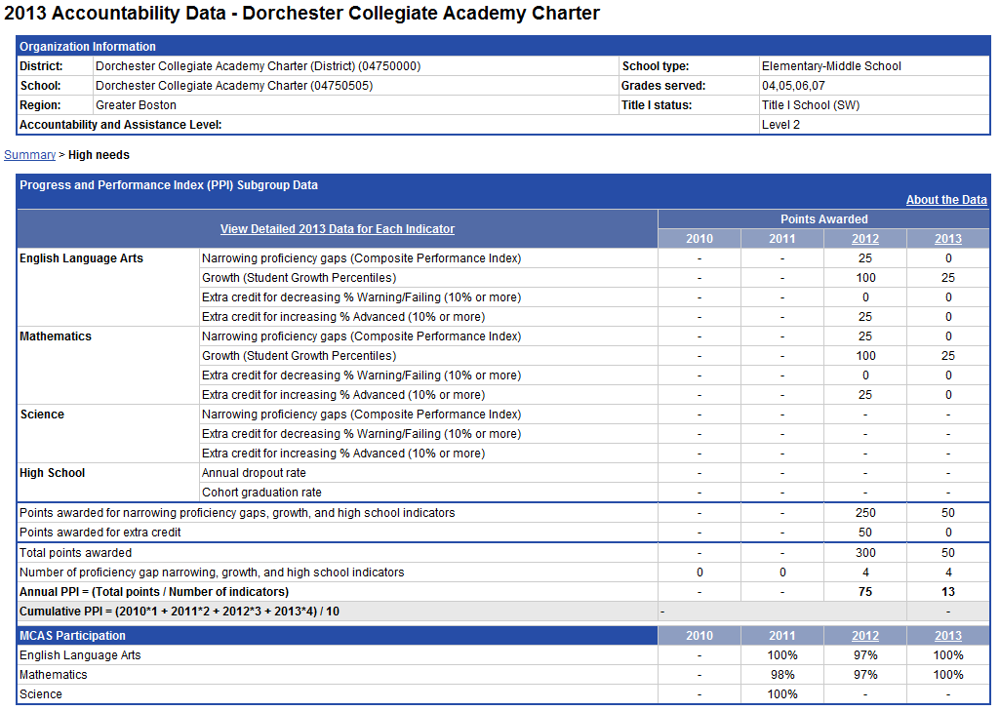 2013 Accountability Data - Dorchester Collegiate Academy Charter
Organization Information
District: Dorchester Collegiate Academy Charter (District) (04750000) School type: Elementary-Middle School
School: Dorchester Collegiate Academy Charter (04750505) Grades served: 04,05,06,07
Region: Greater Boston Title I status: Title I School (SW)
Accountability and Assistance Level: Level 2
Summary > High needs
Progress and Performance Index (PPI) Subgroup Data
About the Data
View Detailed 2013 Data for Each Indicator Points Awarded
2010 2011 2012 2013
English Language Arts Narrowing proficiency gaps (Composite Performance Index) - - 25 0
Growth (Student Growth Percentiles) - - 100 25
Extra credit for decreasing % Warning/Failing (10% or more) - - 0 0
Extra credit for increasing % Advanced (10% or more) - - 25 0
Mathematics Narrowing proficiency gaps (Composite Performance Index) - - 25 0
Growth (Student Growth Percentiles) - - 100 25
Extra credit for decreasing % Warning/Failing (10% or more) - - 0 0
Extra credit for increasing % Advanced (10% or more) - - 25 0
Science Narrowing proficiency gaps (Composite Performance Index) - - - -
Extra credit for decreasing % Warning/Failing (10% or more) - - - -
Extra credit for increasing % Advanced (10% or more) - - - -
High School Annual dropout rate - - - -
Cohort graduation rate - - - -
Points awarded for narrowing proficiency gaps, growth, and high school indicators - - 250 50
Points awarded for extra credit - - 50 0
Total points awarded - - 300 50
Number of proficiency gap narrowing, growth, and high school indicators 0 0 4 4
Annual PPI = (Total points / Number of indicators) - - 75 13
Cumulative PPI = (2010*1 + 2011*2 + 2012*3 + 2013*4) / 10 - -
MCAS Participation 2010 2011 2012 2013
English Language Arts - 100% 97% 100%
Mathematics - 98% 97% 100%
Science - 100% - -